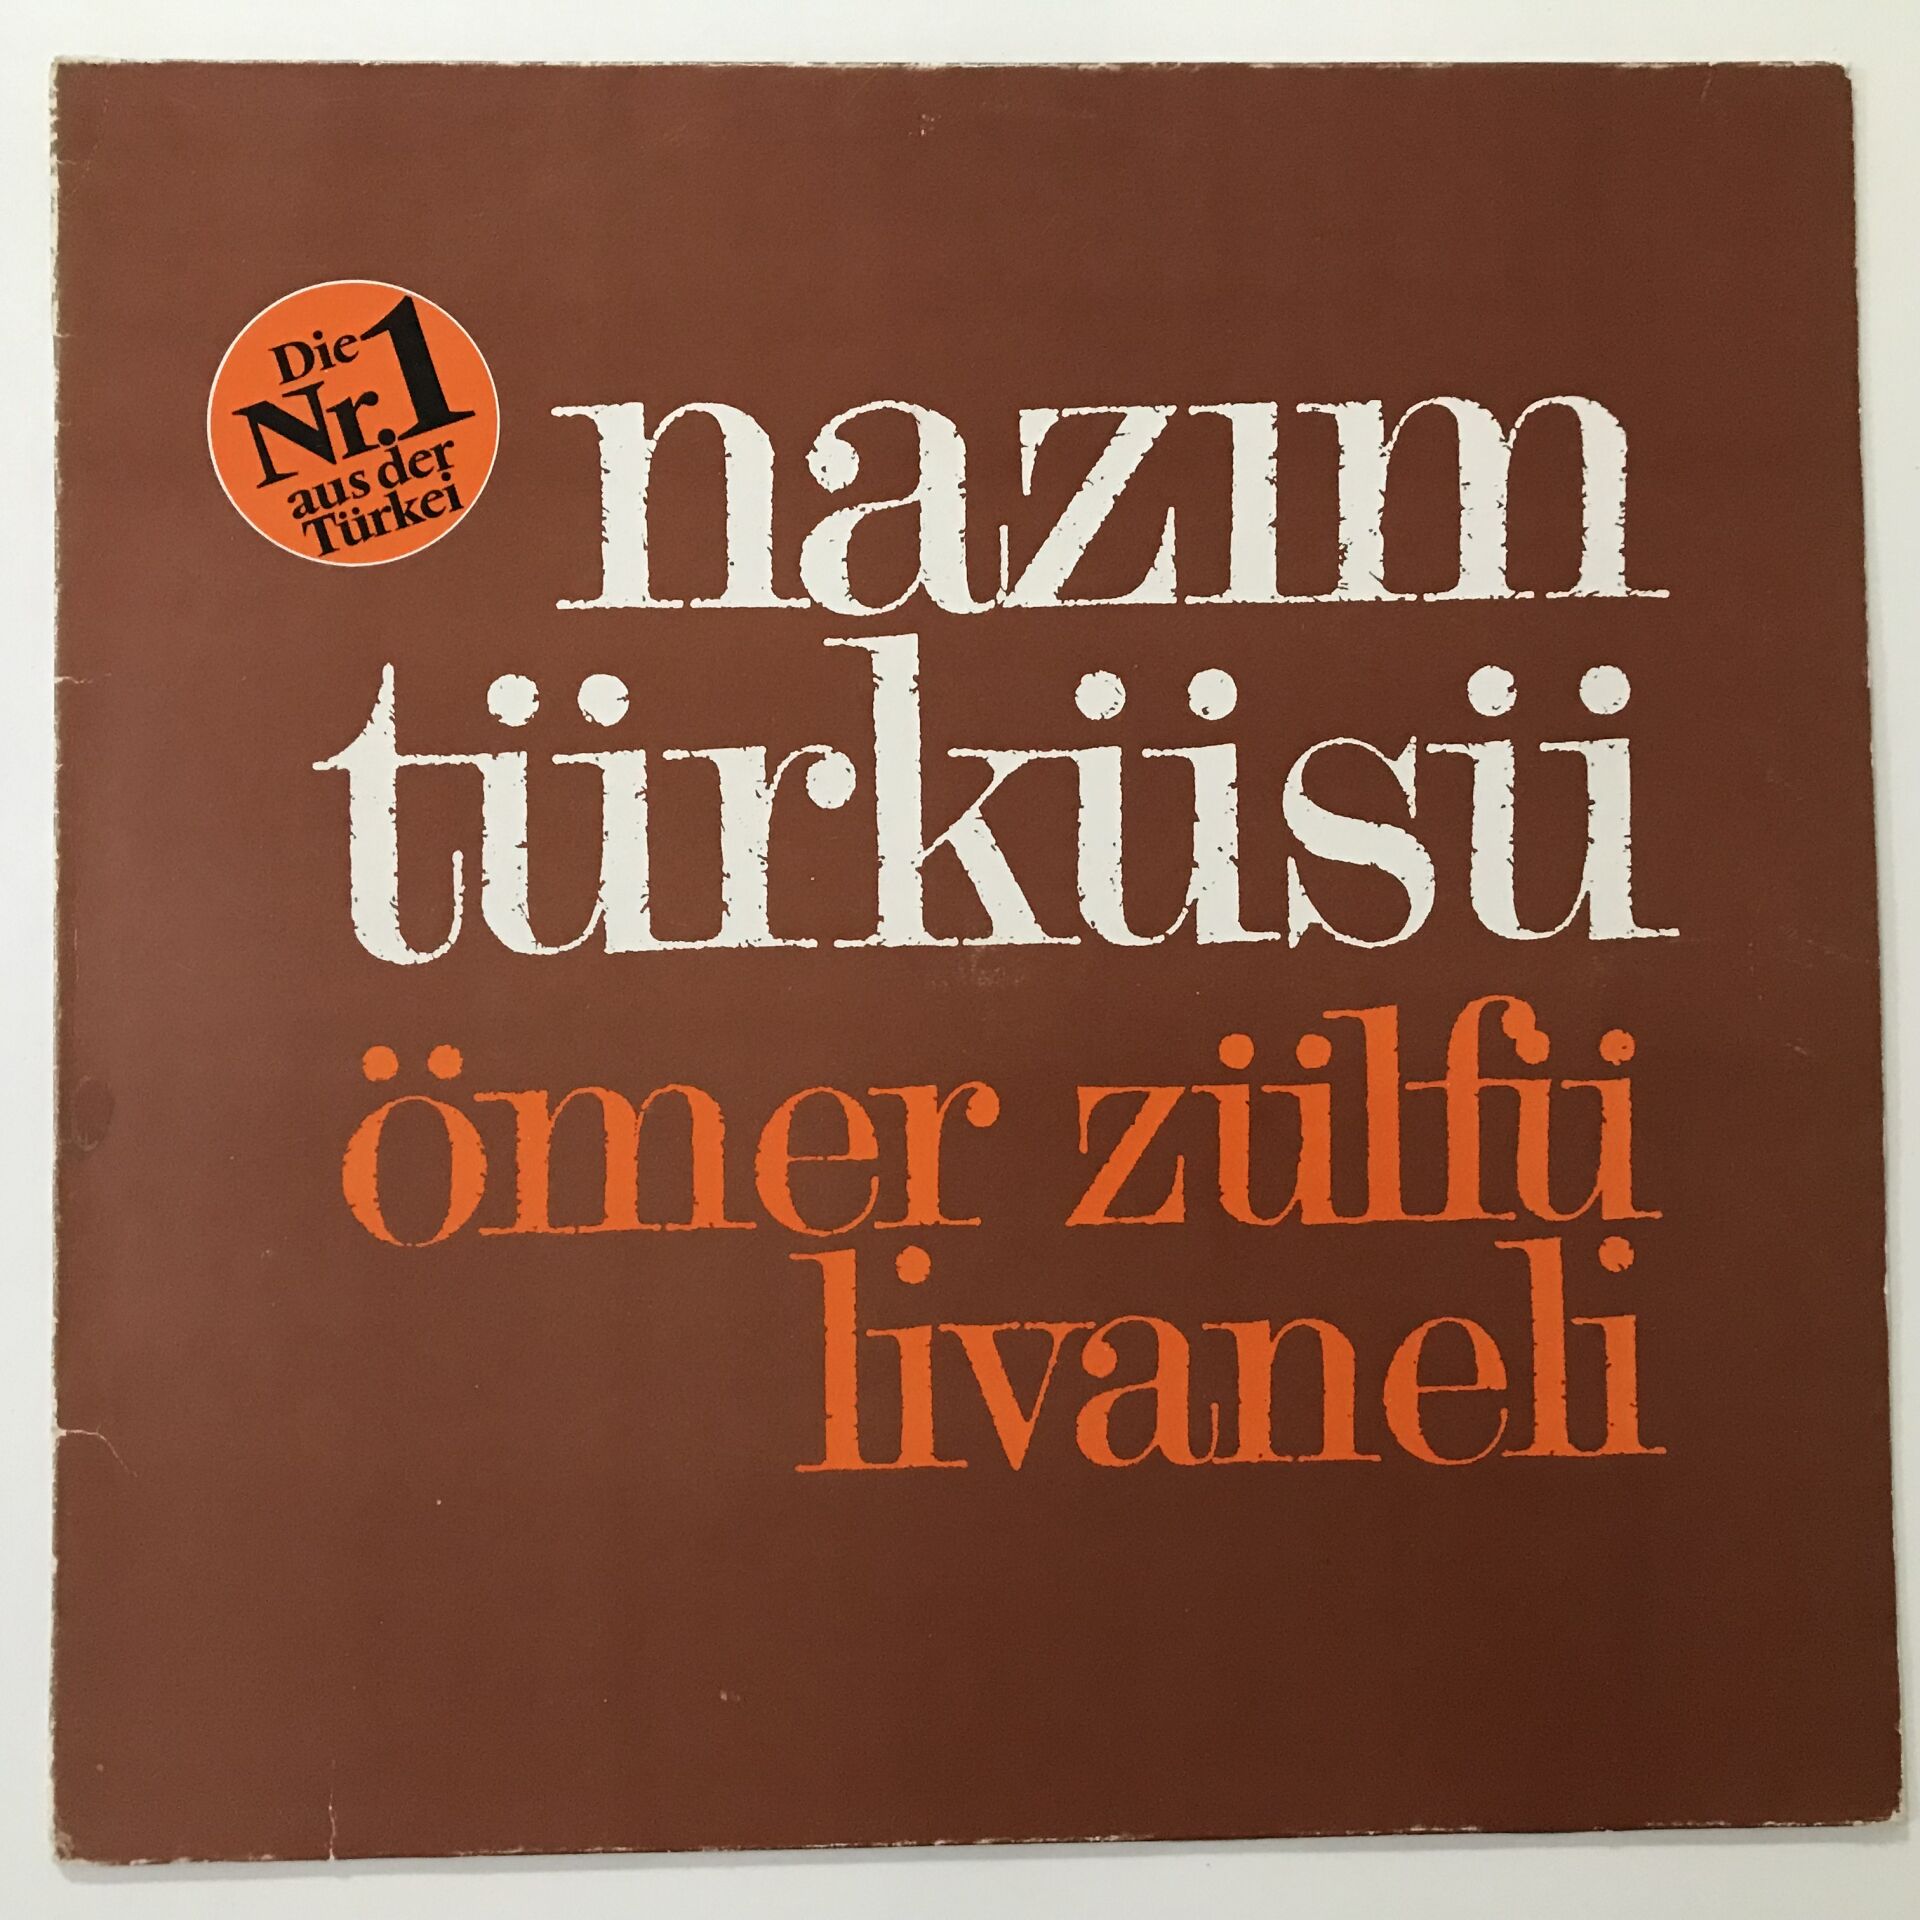 Die
Nr.1
aus der
Türkei
nazım
türküsü
ömer zülfü
livaneli